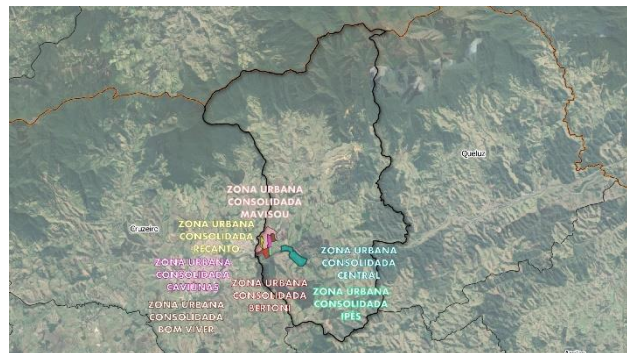 Queluz
Cruzeiro
ZONA URBANA
CONSOLIDADA
MAVISOU
ZONA URBANA
CONSOLIDADA
RECANTO
ZONA URBANA
CONSOLIDADA
CAVIUNAS
ZONA URBANA
CONSOLIDADA
BOM VIVER
ZONA URBANA
CONSOLIDADA
BERTONI
ZONA URBANA
CONSOLIDADA
CENTRAL
ZONA URBANA
CONSOLIDADA
IPÊS